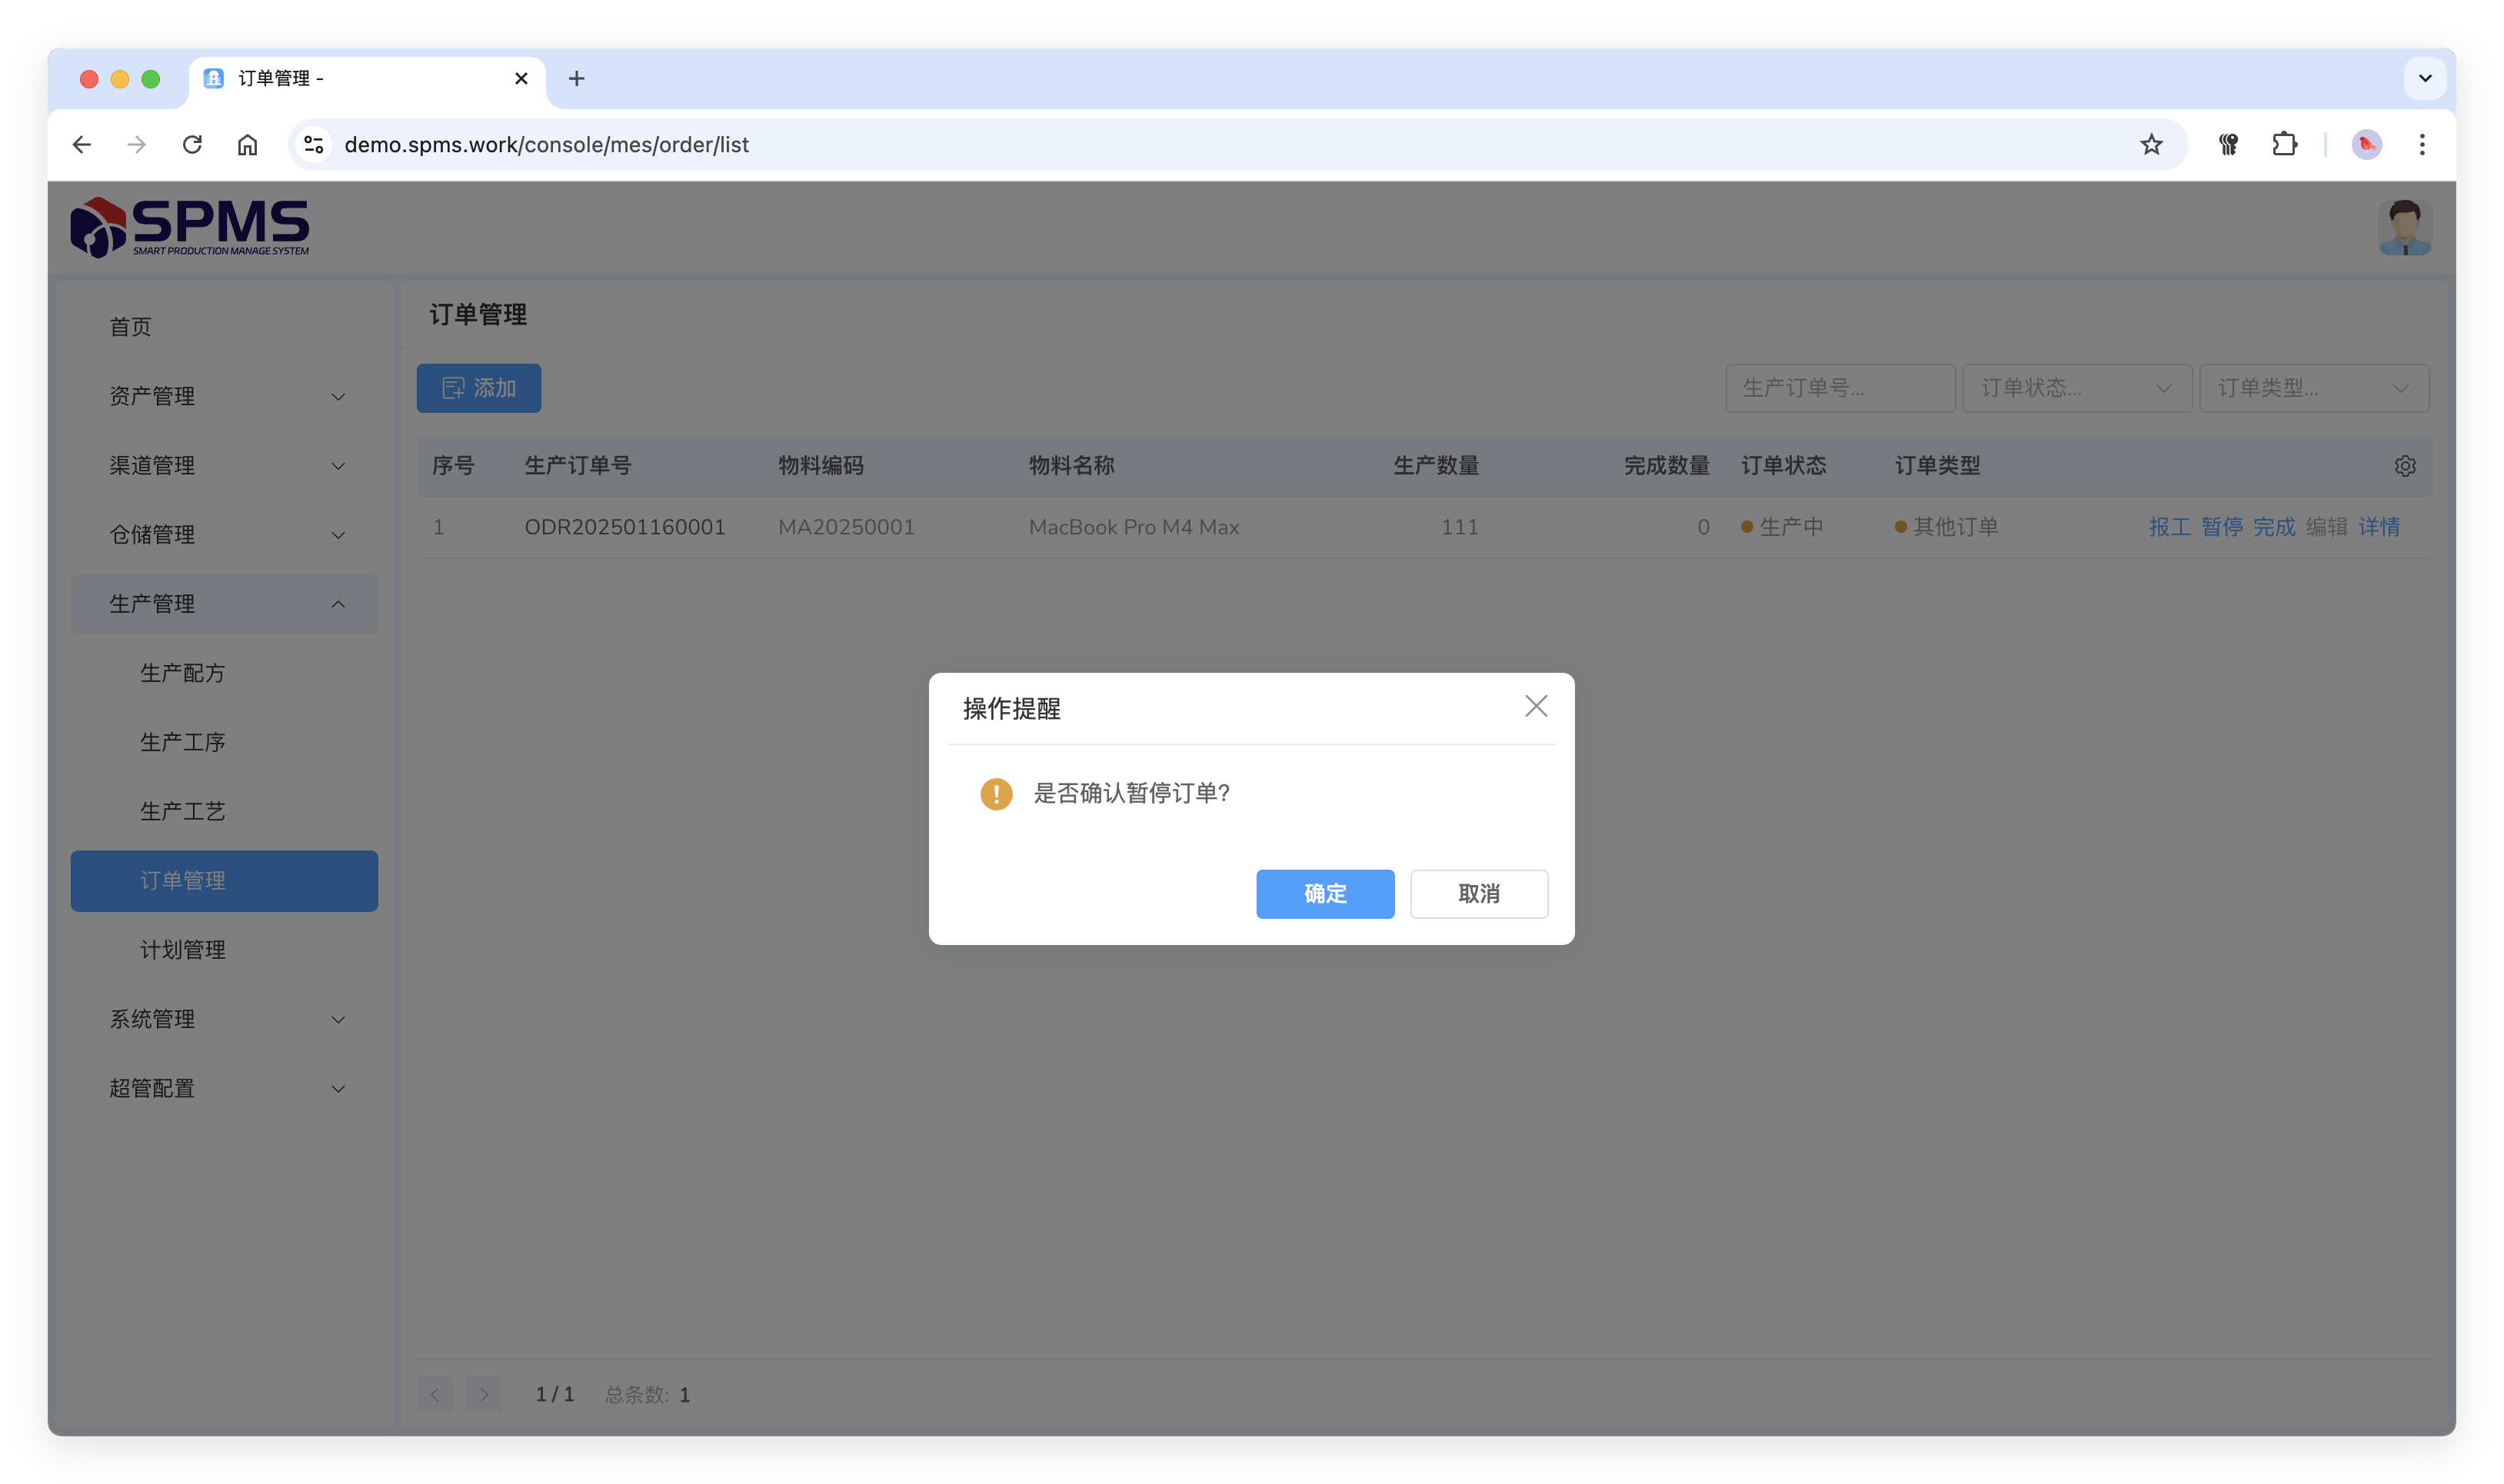 订单管理 -
demo.spms.work/console/mes/order/list
SPMS
SMART PRODUCTION MANAGE SYSTEM
首页
资产管理
渠道管理
仓储管理
生产管理
生产配方
生产工序
生产工艺
订单管理
计划管理
系统管理
超管配置
订单管理
添加
生产订单号...
订单状态...
订单类型...
序号 生产订单号 物料编码 物料名称 生产数量 完成数量 订单状态 订单类型
1 ODR202501160001 MA20250001 MacBook Pro M4 Max 111 0 生产中 其他订单 报工 暂停 完成 编辑 详情
操作提醒
是否确认暂停订单?
确定
取消
1 / 1 总条数: 1